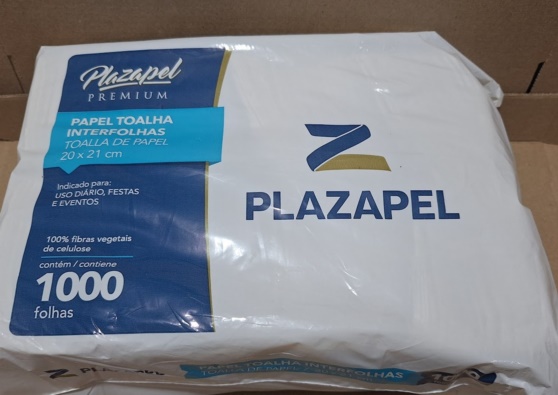 Plazapel
PREMIUM
PAPEL TOALHA
INTERFOLHAS
TOALLA DE PAPEL
20 x 21 cm
Indicado para:
USO DIÁRIO, FESTAS
E EVENTOS
100% fibras vegetais
de celulose
contém / contiene
1000
folhas
PLAZAPEL
PLAZAPEL
PAPEL TOALHA INTERFOLHAS
TOALLA DE PAPEL